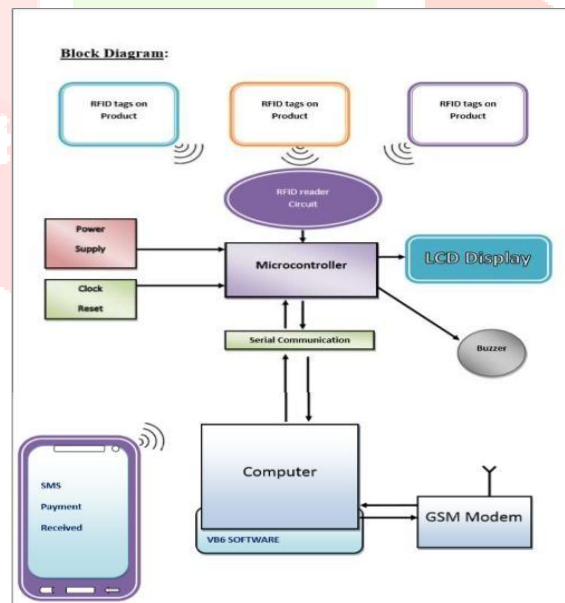 Block Diagram:
RFID tags on
Product
RFID tags on
Product
RFID tags on
Product
RFID reader
Circuit
Power
Supply
Microcontroller
LCD Display
Clock
Reset
Serial Communication
Buzzer
Computer
SMS
Payment
Received
GSM Modem
VB6 SOFTWARE